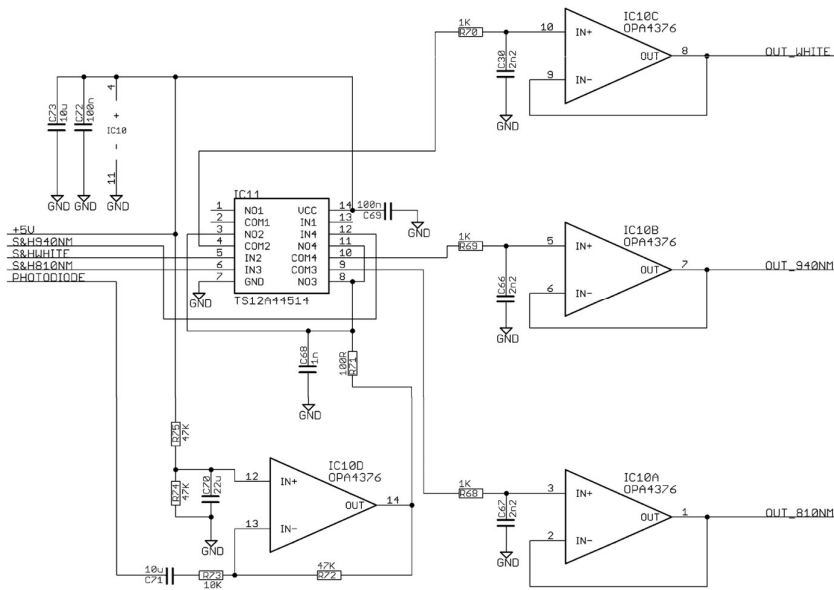 1K
R70
10
IN+
IC10C
OPA4376
OUT
8
OUT_WHITE
9
IN-
C30
2n2
GND
C73
10u
C72
100n
4
+
IC10
-
11
GND
GND
GND
IC11
1
NO1
VCC
14
2
COM1
IN1
13
3
NO2
IN4
12
4
COM2
NO4
11
5
IN2
COM4
10
6
IN3
COM3
9
7
GND
NO3
8
TS12A44514
100n
C69
GND
GND
+5V
S&H940NM
S&HWHITE
S&H810NM
PHOTODIODE
1K
R69
5
IN+
IC10B
OPA4376
OUT
7
OUT_940NM
6
IN-
C66
2n2
GND
C68
1n
GND
100R
R71
R75
47K
R74
47K
C70
22u
GND
12
IN+
IC10D
OPA4376
OUT
14
13
IN-
10u
C71
R73
10K
47K
R72
1K
R68
3
IN+
IC10A
OPA4376
OUT
1
OUT_810NM
2
IN-
C67
2n2
GND